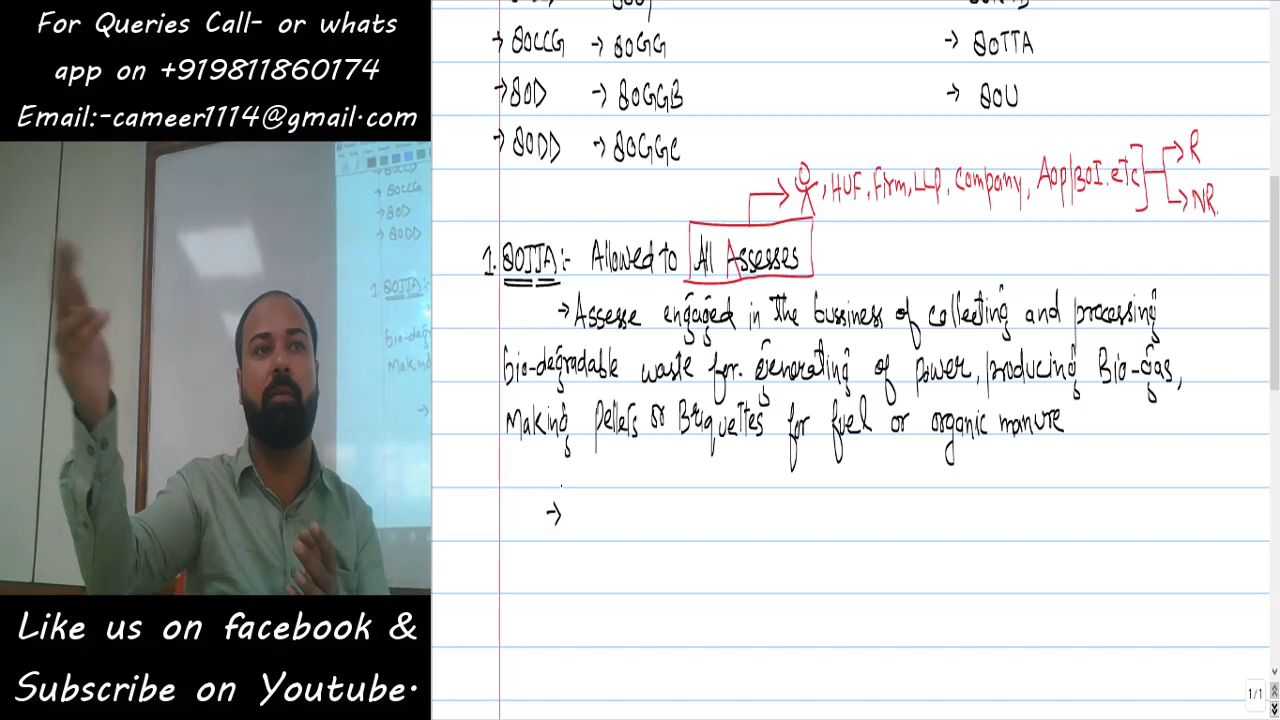 For Queries Call- or whats
app on +919811860174
Email:-cameer1114@gmail.com
→ 80CCG → 80GG → 80TTA
→ 80D → 80GGB → 80U
→ 80DD → 80GGC
, HUF, Firm, LLP, Company, Aop/BOI. etc → R
→ NR
1. 80JJA :- Allowed to All Assesses
→ Assesse engaged in the bussiness of collecting and processing
bio-degradable waste for generating of power, producing Bio-gas,
Making Pellets or Briquettes for fuel or organic manure
→
Like us on facebook &
Subscribe on Youtube.
1/1